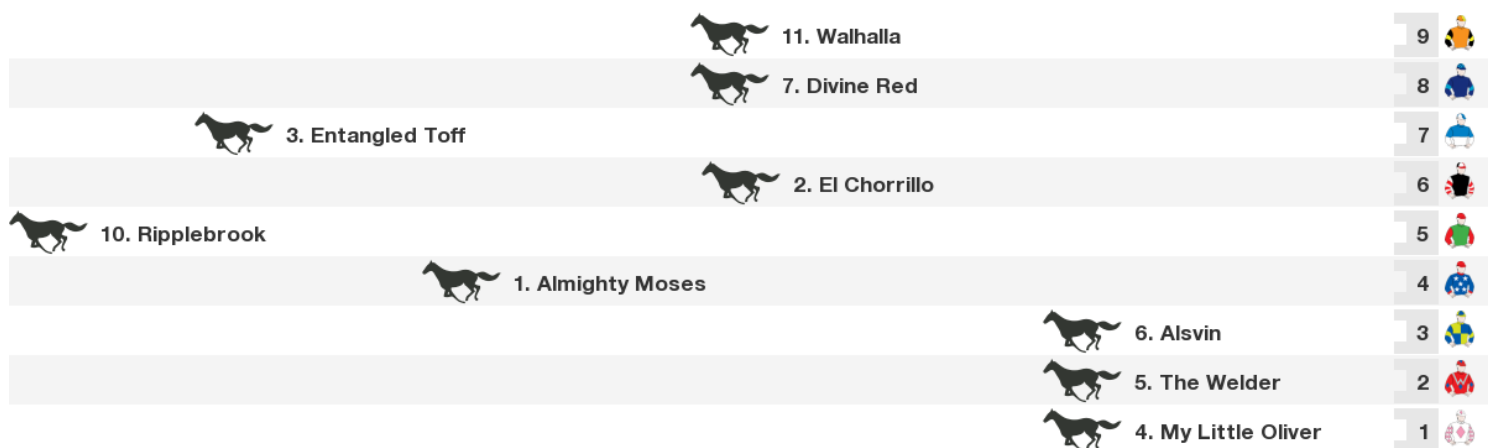 11. Walhalla 9
7. Divine Red 8
3. Entangled Toff 7
2. El Chorrillo 6
10. Ripplebrook 5
1. Almighty Moses 4
6. Alsvin 3
5. The Welder 2
4. My Little Oliver 1